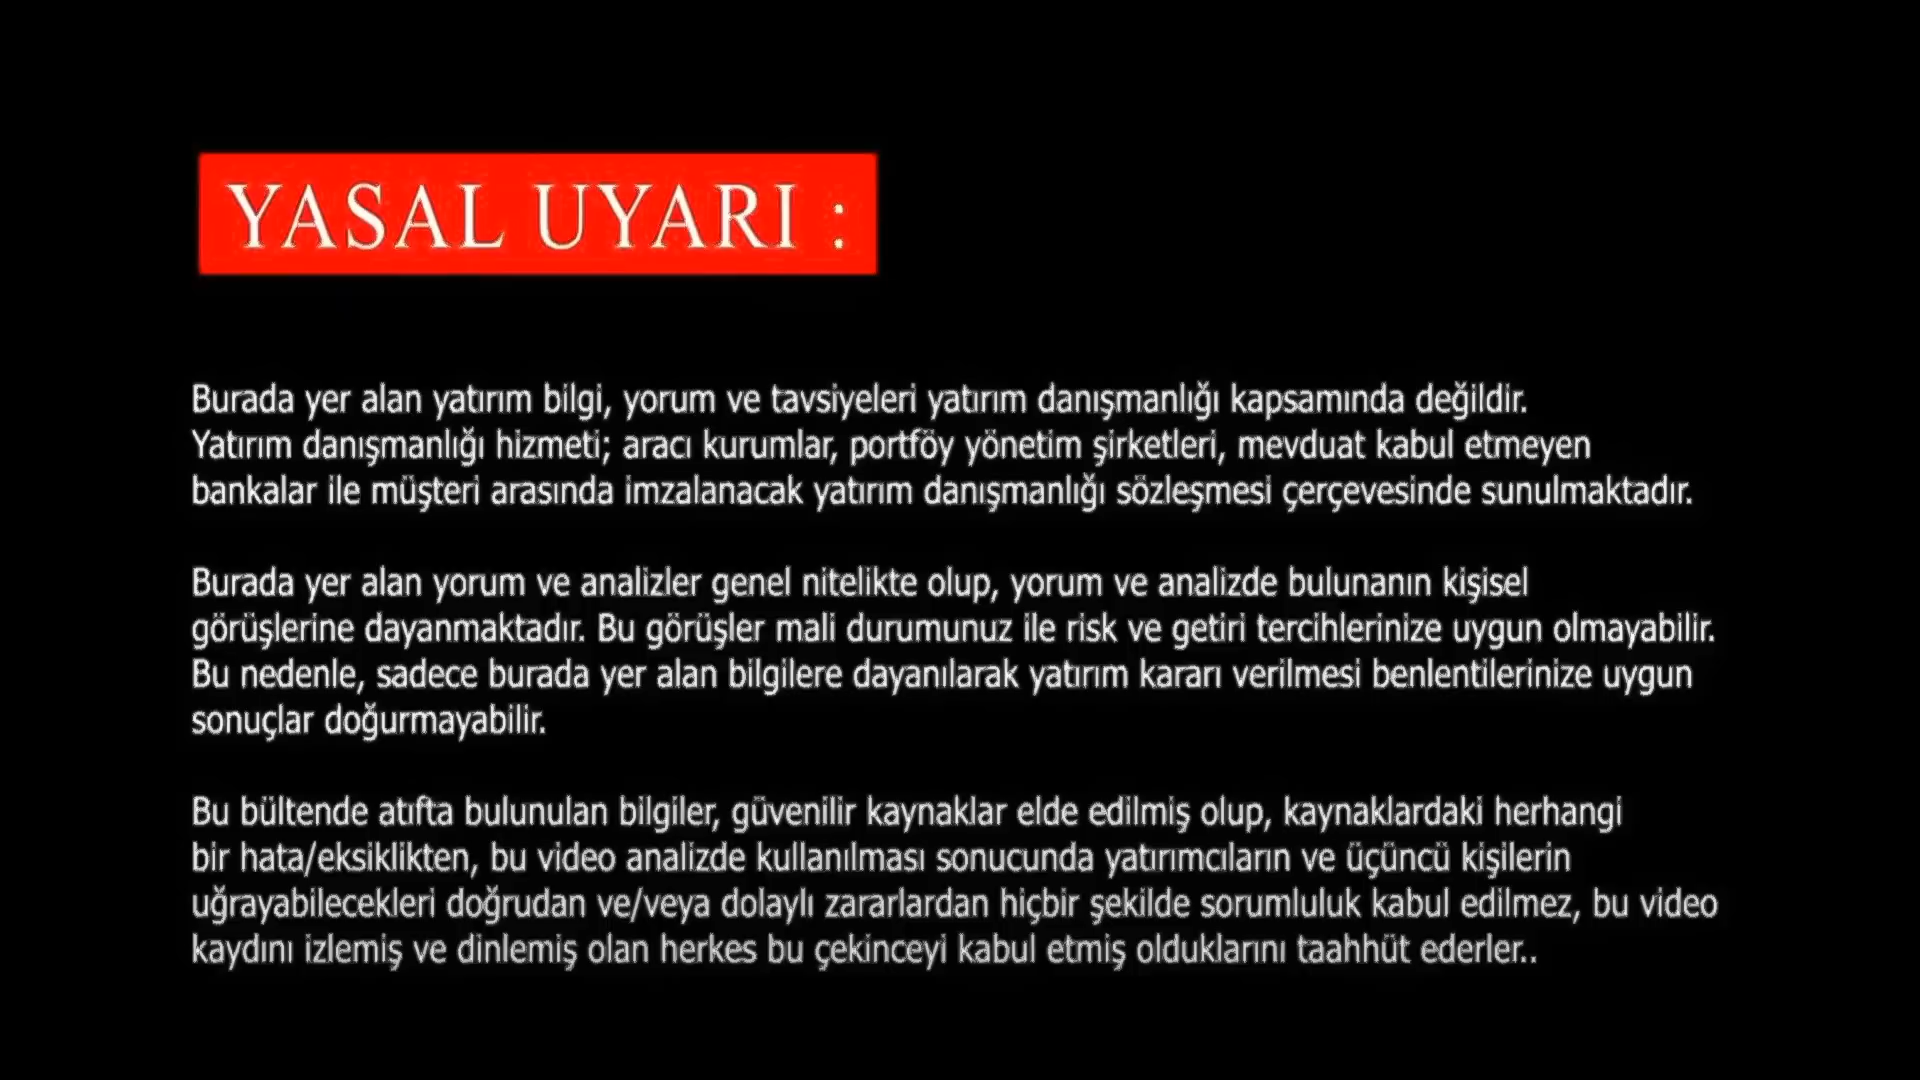 YASAL UYARI :
Burada yer alan yatırım bilgi, yorum ve tavsiyeleri yatırım danışmanlığı kapsamında değildir.
Yatırım danışmanlığı hizmeti; aracı kurumlar, portföy yönetim şirketleri, mevduat kabul etmeyen
bankalar ile müşteri arasında imzalanacak yatırım danışmanlığı sözleşmesi çerçevesinde sunulmaktadır.
Burada yer alan yorum ve analizler genel nitelikte olup, yorum ve analizde bulunanın kişisel
görüşlerine dayanmaktadır. Bu görüşler mali durumunuz ile risk ve getiri tercihlerinize uygun olmayabilir.
Bu nedenle, sadece burada yer alan bilgilere dayanılarak yatırım kararı verilmesi benlentilerinize uygun
sonuçlar doğurmayabilir.
Bu bültende atıfta bulunulan bilgiler, güvenilir kaynaklar elde edilmiş olup, kaynaklardaki herhangi
bir hata/eksiklikten, bu video analizde kullanılması sonucunda yatırımcıların ve üçüncü kişilerin
uğrayabilecekleri doğrudan ve/veya dolaylı zararlardan hiçbir şekilde sorumluluk kabul edilmez, bu video
kaydını izlemiş ve dinlemiş olan herkes bu çekinceyi kabul etmiş olduklarını taahhüt ederler..